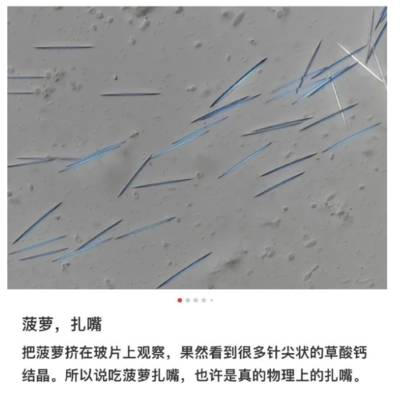 菠萝，扎嘴
把菠萝挤在玻片上观察，果然看到很多针尖状的草酸钙
结晶。所以说吃菠萝扎嘴，也许是真的物理上的扎嘴。